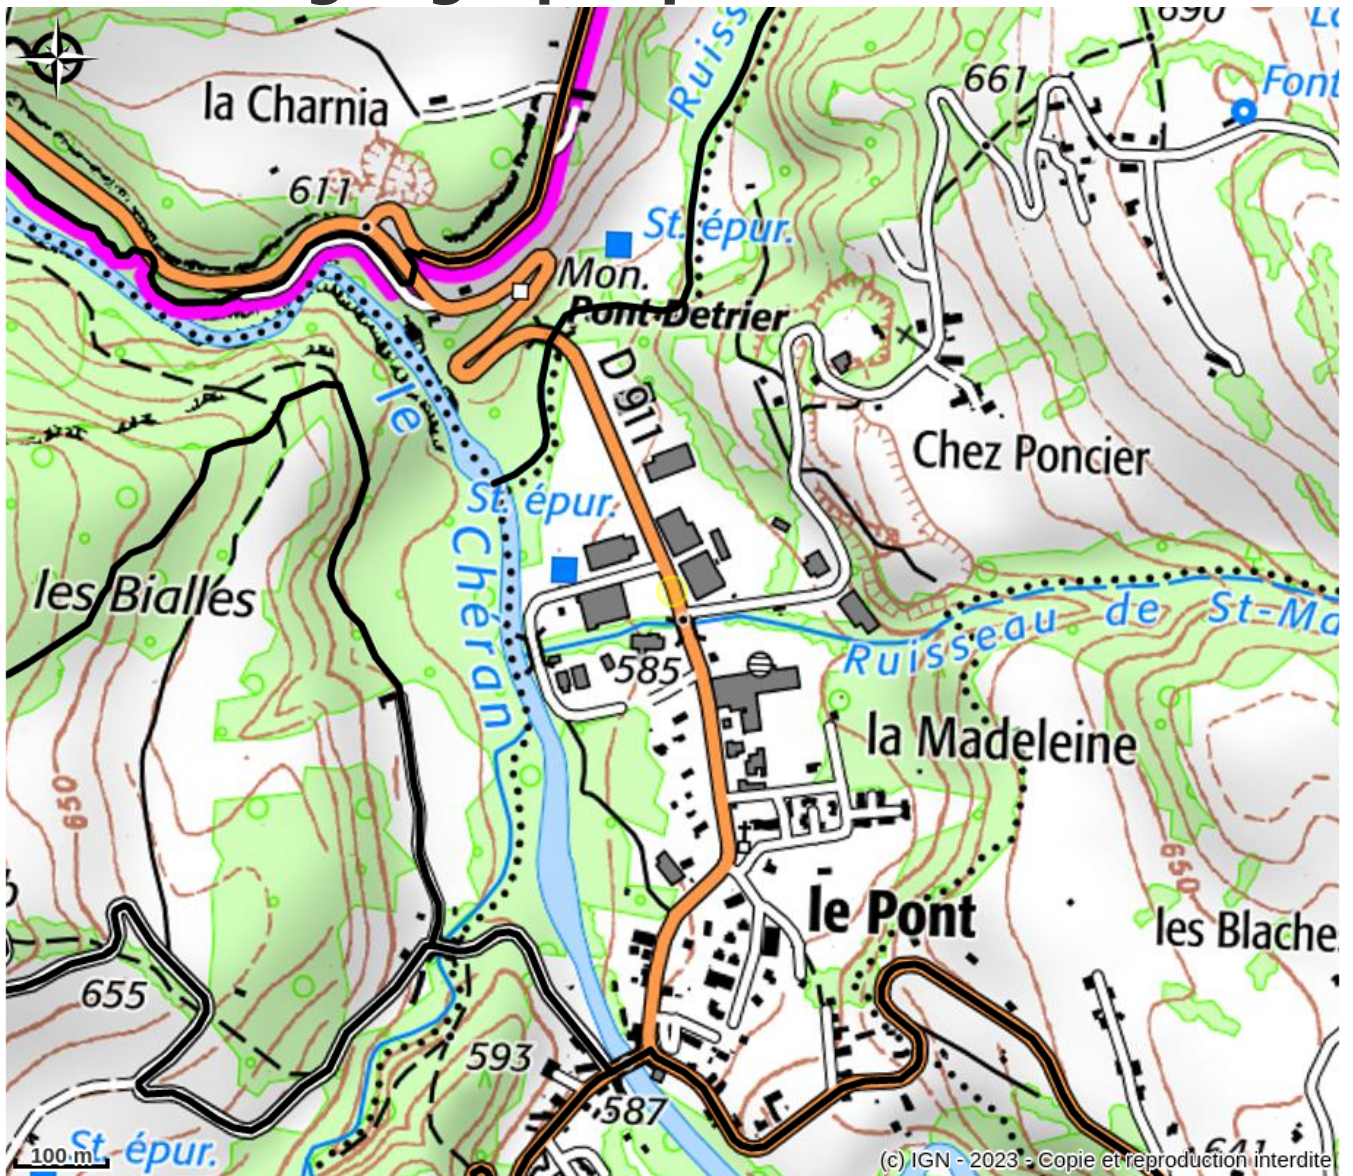 690
661
la Charnia
611
St. épur.
Mon.
Pont-Detrier
D 911
le
Chez Poncier
St. épur.
Chéran
les Bialles
Ruisseau de St-Ma
585
la Madeleine
650
650
le Pont
les Blache
655
593
587
641
St. épur.
100 m
(c) IGN - 2023 - Copie et reproduction interdite
Ruiss
Font